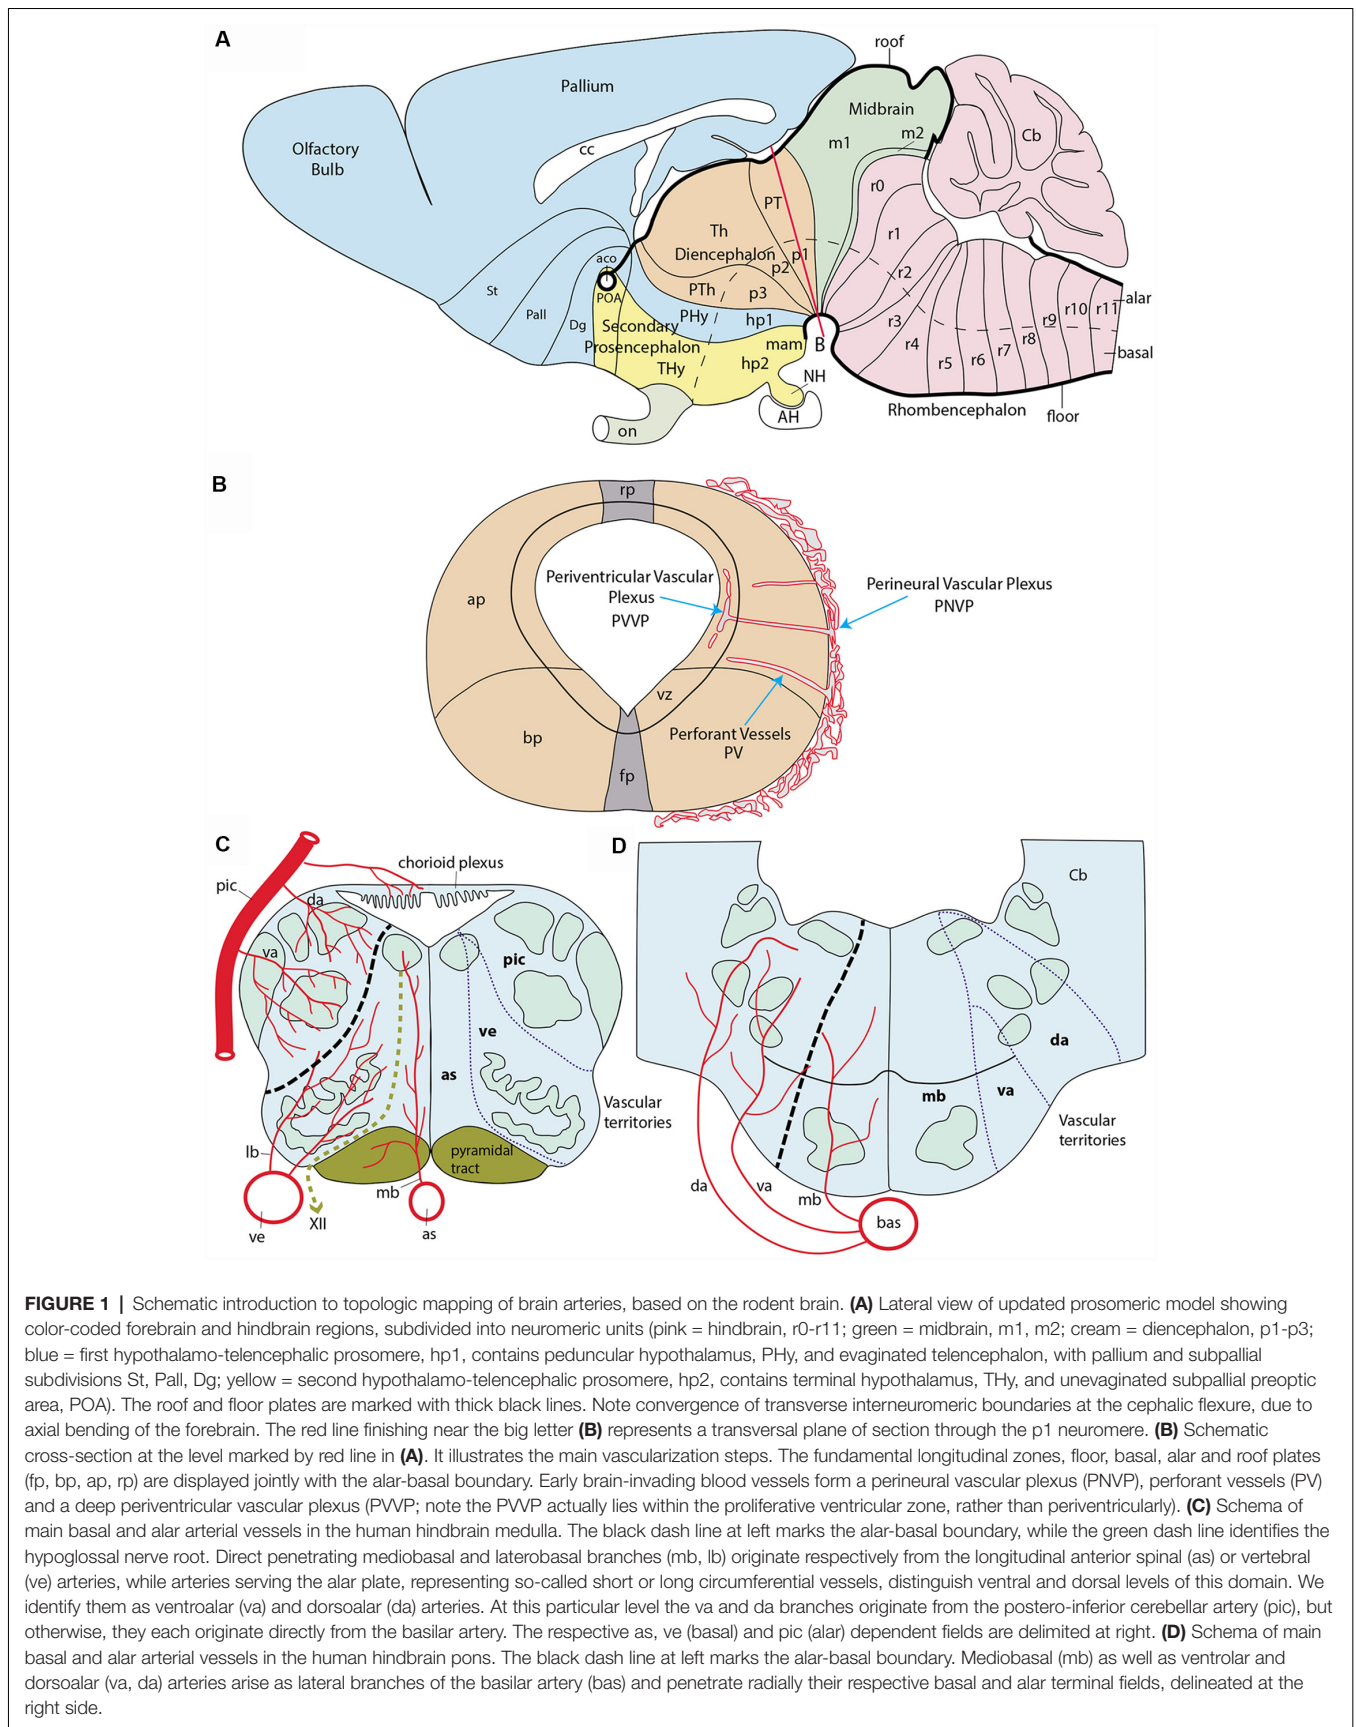 A
roof
Pallium
Midbrain
m2
Cb
m1
cc
Olfactory
Bulb
r0
PT
Th
r1
Diencephalon
p1
aco
p2
r2
St
PTh
p3
POA
alar
r10
r11
Pall
PHy
hp1
r9
Dg
Secondary
r3
r8
Prosencephalon
mam
B
r4
r7
basal
THy
hp2
r5
r6
NH
Rhombencephalon
floor
AH
on
B
rp
Periventricular Vascular
Plexus
PVVP
Perineural Vascular Plexus
PNVP
ap
vz
bp
Perforant Vessels
PV
fp
C
chorioid plexus
pic
da
va
pic
ve
as
Vascular
territories
lb
pyramidal
tract
mb
XII
ve
as
D
Cb
da
mb
va
Vascular
territories
da
va
mb
bas
FIGURE 1 | Schematic introduction to topologic mapping of brain arteries, based on the rodent brain. (A) Lateral view of updated prosomeric model showing
color-coded forebrain and hindbrain regions, subdivided into neuromeric units (pink = hindbrain, r0-r11; green = midbrain, m1, m2; cream = diencephalon, p1-p3;
blue = first hypothalamo-telencephalic prosomere, hp1, contains peduncular hypothalamus, PHy, and evaginated telencephalon, with pallium and subpallial
subdivisions St, Pall, Dg; yellow = second hypothalamo-telencephalic prosomere, hp2, contains terminal hypothalamus, THy, and unevaginated subpallial preoptic
area, POA). The roof and floor plates are marked with thick black lines. Note convergence of transverse interneuromeric boundaries at the cephalic flexure, due to
axial bending of the forebrain. The red line finishing near the big letter (B) represents a transversal plane of section through the p1 neuromere. (B) Schematic
cross-section at the level marked by red line in (A). It illustrates the main vascularization steps. The fundamental longitudinal zones, floor, basal, alar and roof plates
(fp, bp, ap, rp) are displayed jointly with the alar-basal boundary. Early brain-invading blood vessels form a perineural vascular plexus (PNVP), perforant vessels (PV)
and a deep periventricular vascular plexus (PVVP; note the PVVP actually lies within the proliferative ventricular zone, rather than periventricularly). (C) Schema of
main basal and alar arterial vessels in the human hindbrain medulla. The black dash line at left marks the alar-basal boundary, while the green dash line identifies the
hypoglossal nerve root. Direct penetrating mediobasal and laterobasal branches (mb, lb) originate respectively from the longitudinal anterior spinal (as) or vertebral
(ve) arteries, while arteries serving the alar plate, representing so-called short or long circumferential vessels, distinguish ventral and dorsal levels of this domain. We
identify them as ventroalar (va) and dorsoalar (da) arteries. At this particular level the va and da branches originate from the postero-inferior cerebellar artery (pic), but
otherwise, they each originate directly from the basilar artery. The respective as, ve (basal) and pic (alar) dependent fields are delimited at right. (D) Schema of main
basal and alar arterial vessels in the human hindbrain pons. The black dash line at left marks the alar-basal boundary. Mediobasal (mb) as well as ventrolar and
dorsoalar (va, da) arteries arise as lateral branches of the basilar artery (bas) and penetrate radially their respective basal and alar terminal fields, delineated at the
right side.